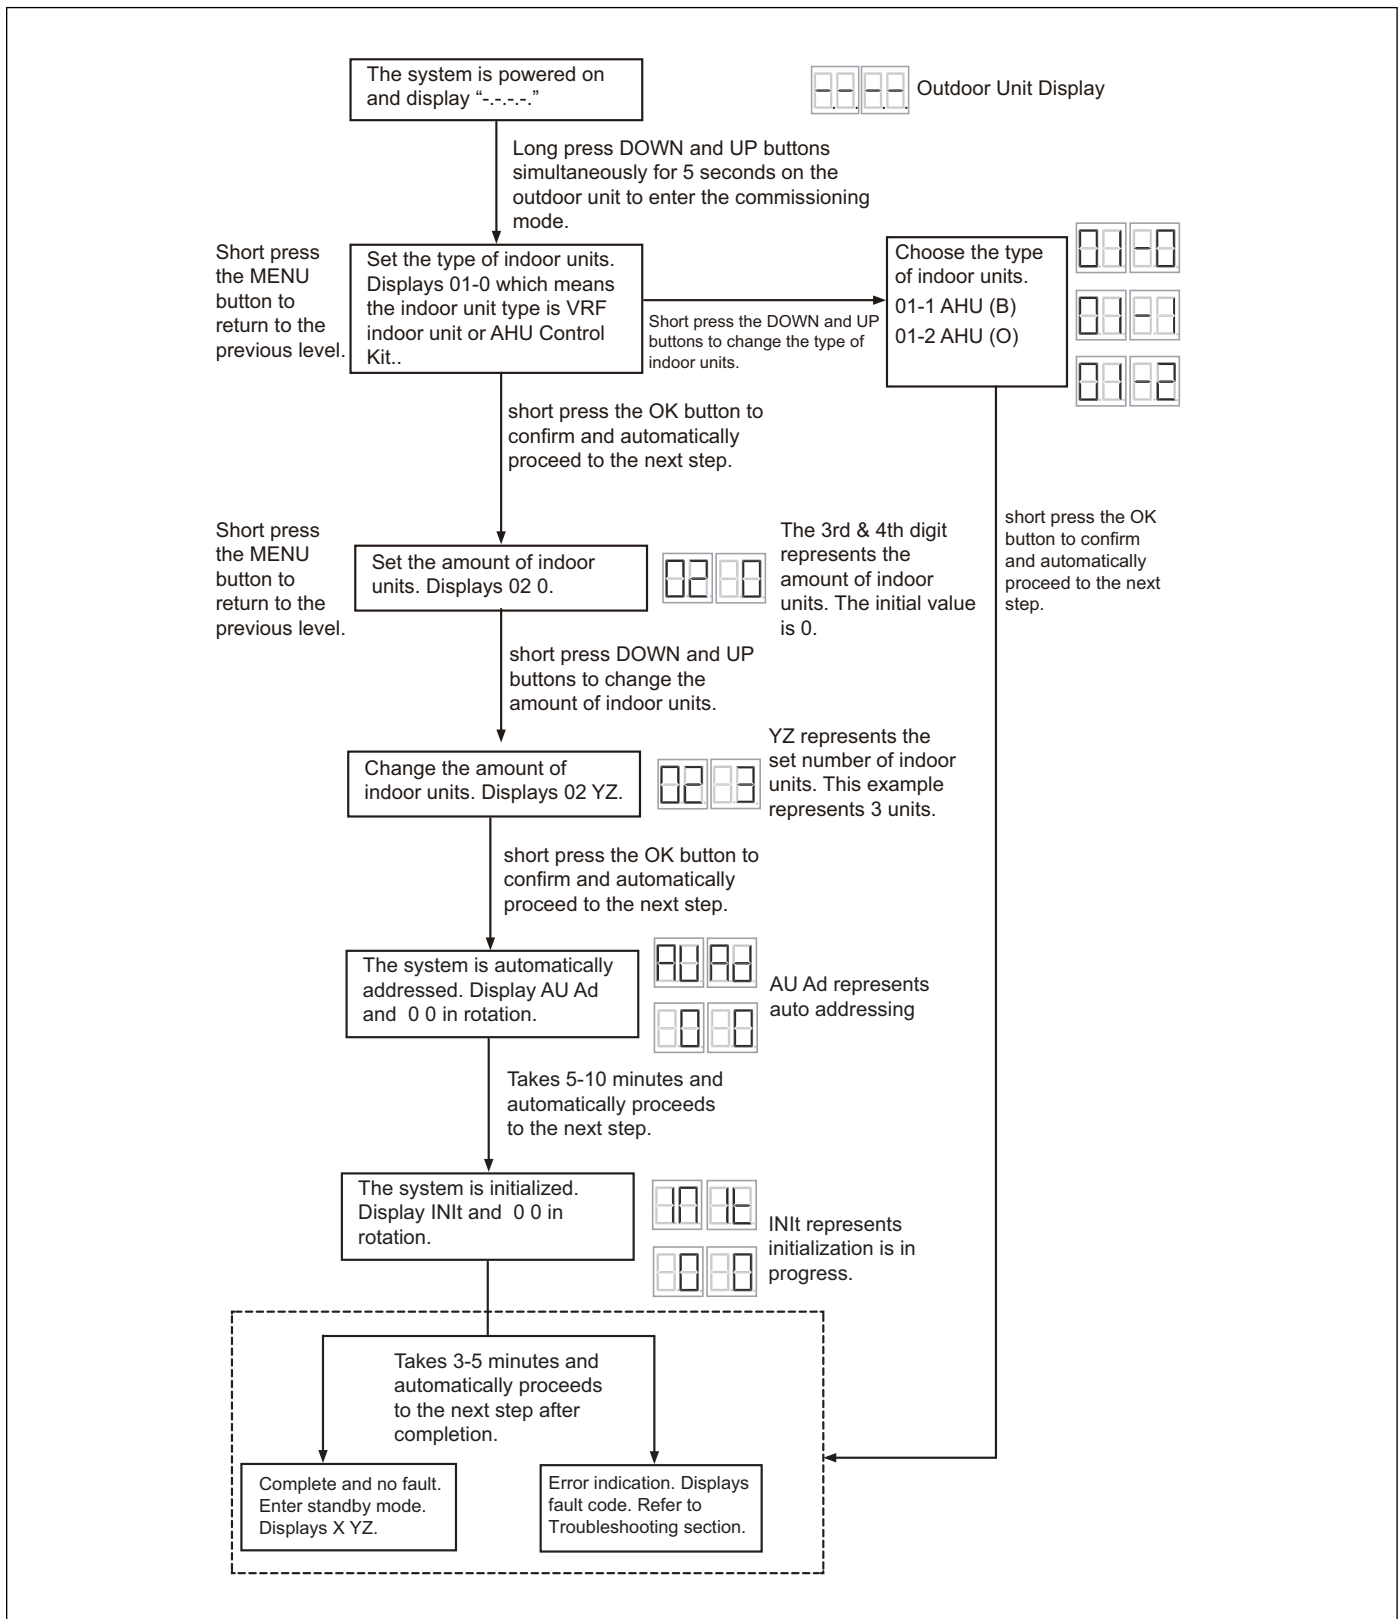 The system is powered on
and display “-.-.-.-.”
-.-.-.-.
Outdoor Unit Display
Long press DOWN and UP buttons
simultaneously for 5 seconds on the
outdoor unit to enter the commissioning
mode.
Short press
the MENU
button to
return to the
previous level.
Set the type of indoor units.
Displays 01-0 which means
the indoor unit type is VRF
indoor unit or AHU Control
Kit..
Short press the DOWN and UP
buttons to change the type of
indoor units.
Choose the type
of indoor units.
01-1 AHU (B)
01-2 AHU (O)
01-0
01-1
01-2
short press the OK button to
confirm and automatically
proceed to the next step.
short press the OK
button to confirm
and automatically
proceed to the next
step.
Short press
the MENU
button to
return to the
previous level.
Set the amount of indoor
units. Displays 02 0.
02 0
The 3rd & 4th digit
represents the
amount of indoor
units. The initial value
is 0.
short press DOWN and UP
buttons to change the
amount of indoor units.
Change the amount of
indoor units. Displays 02 YZ.
02 3
YZ represents the
set number of indoor
units. This example
represents 3 units.
short press the OK button to
confirm and automatically
proceed to the next step.
The system is automatically
addressed. Display AU Ad
and 0 0 in rotation.
AU Ad
0 0
AU Ad represents
auto addressing
Takes 5-10 minutes and
automatically proceeds
to the next step.
The system is initialized.
Display INIt and 0 0 in
rotation.
INIt
0 0
INIt represents
initialization is in
progress.
Takes 3-5 minutes and
automatically proceeds
to the next step after
completion.
Complete and no fault.
Enter standby mode.
Displays X YZ.
Error indication. Displays
fault code. Refer to
Troubleshooting section.